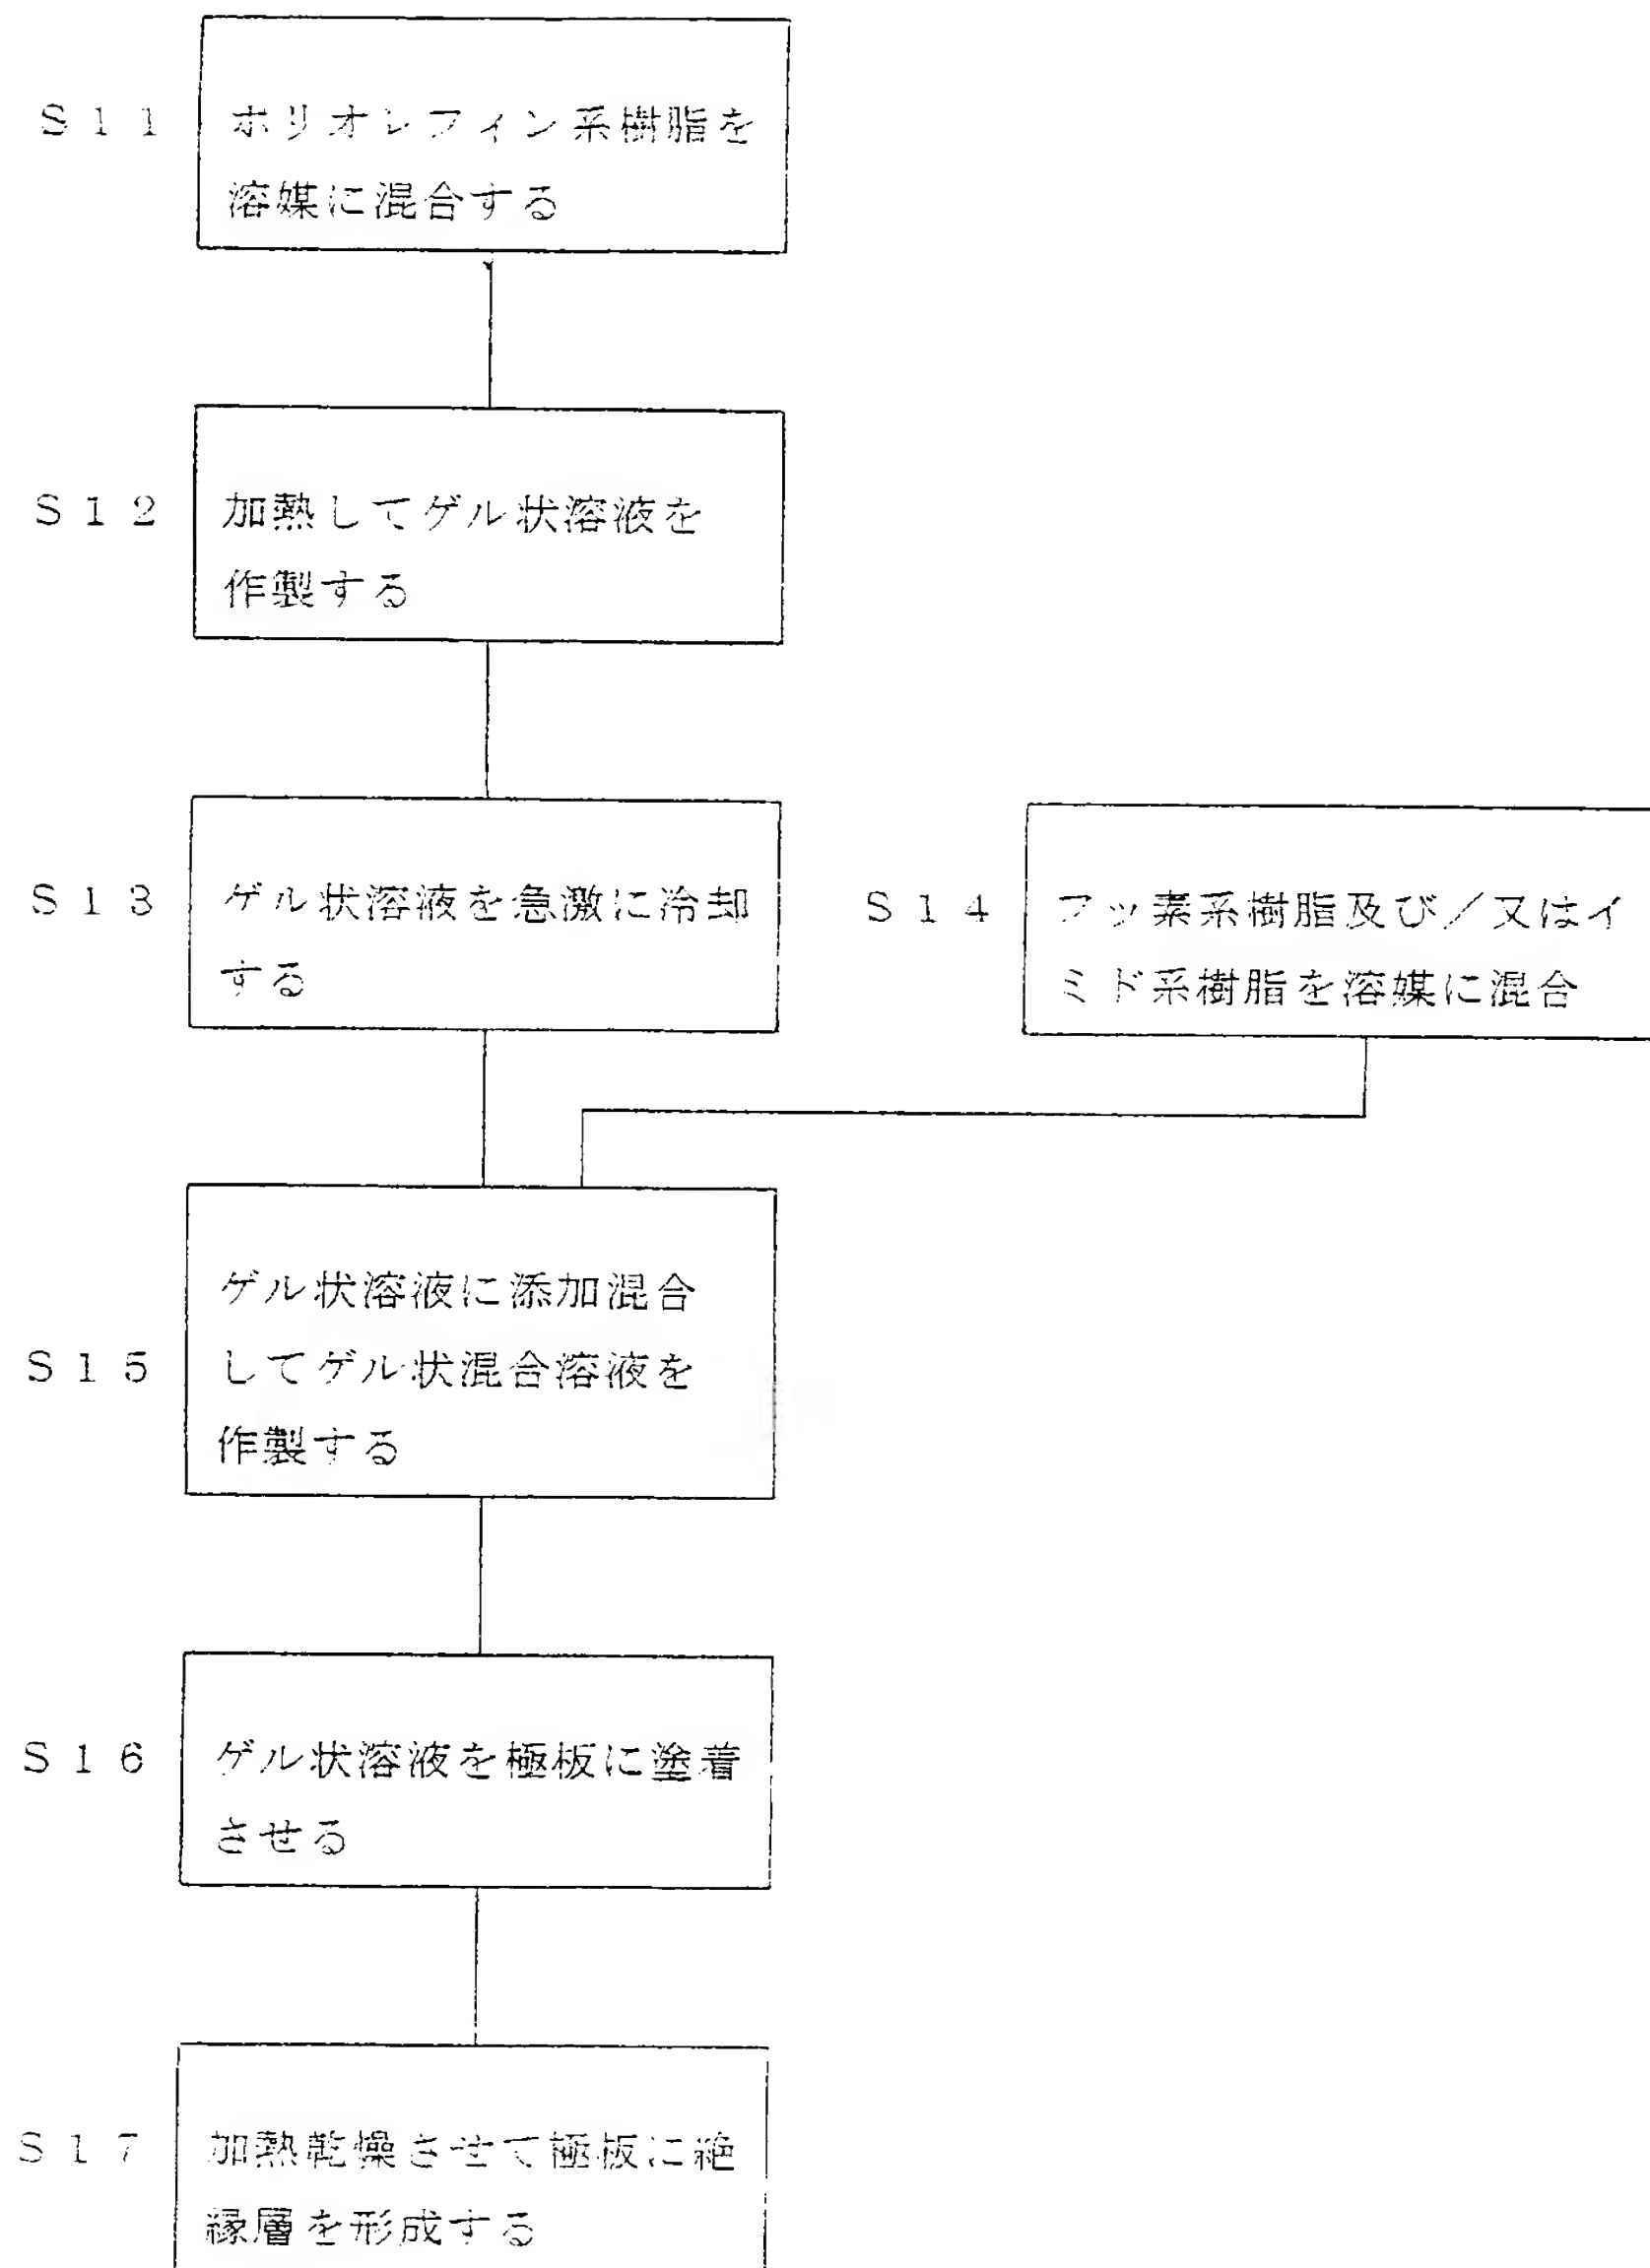 S11
ポリオレフィン系樹脂を
溶媒に混合する
S12
加熱してゲル状溶液を
作製する
S13
ゲル状溶液を急激に冷却
する
S14
フッ素系樹脂及び/又はイ
ミド系樹脂を溶媒に混合
S15
ゲル状溶液に添加混合
してゲル状混合溶液を
作製する
S16
ゲル状溶液を極板に塗着
させる
S17
加熱乾燥させて極板に絶
縁層を形成する